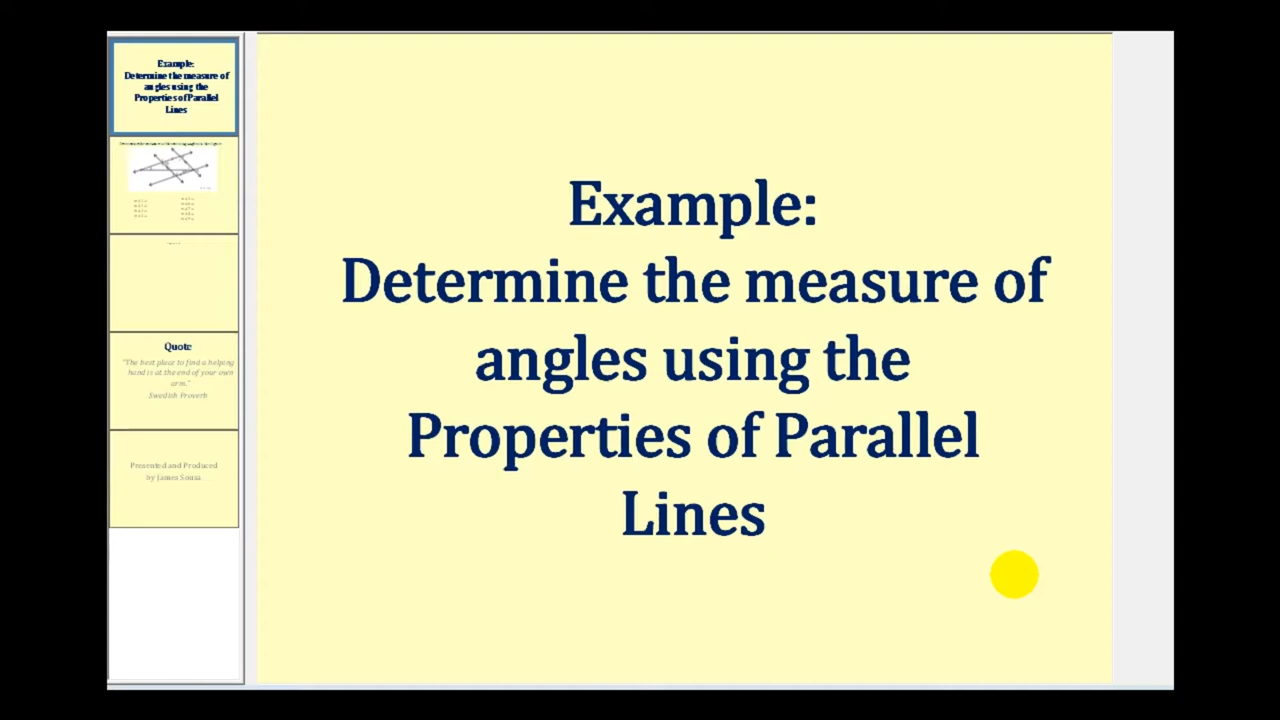 Example:
Determine the measure of
angles using the
Properties of Parallel
Lines
Example:
Determine the measure of
angles using the
Properties of Parallel
Lines
Quote
"The best place to find a helping
hand is at the end of your own
arm."
Swedish Proverb
Presented and Produced
by James Sousa